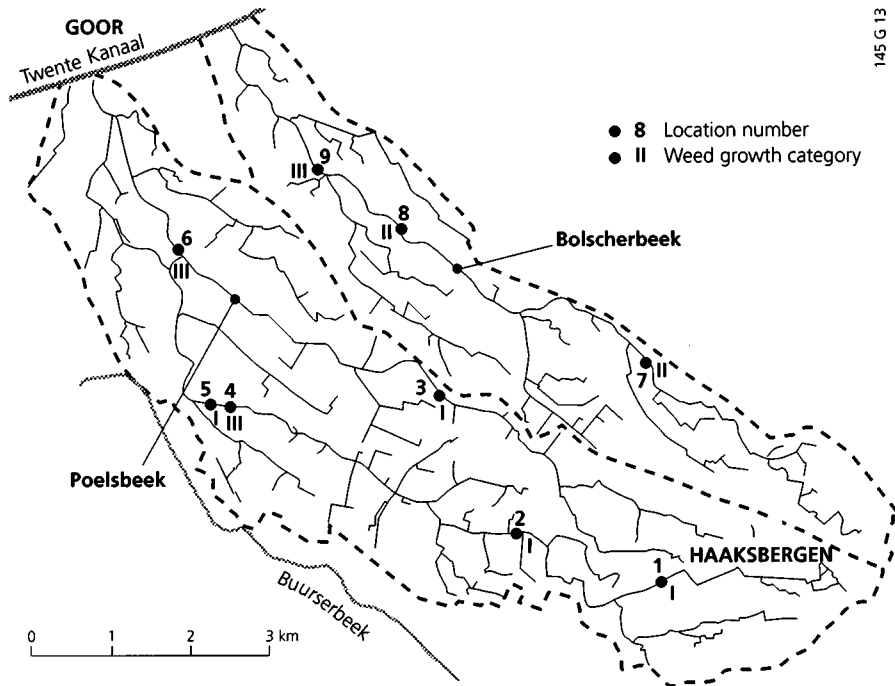 GOOR
Twente Kanaal
145 G 13
8 Location number
II Weed growth category
9
III
8
II
Bolscherbeek
6
III
7
II
3
I
5
I
4
III
Poelsbeek
2
I
HAAKSBERGEN
1
I
Buurserbeek
0 1 2 3 km